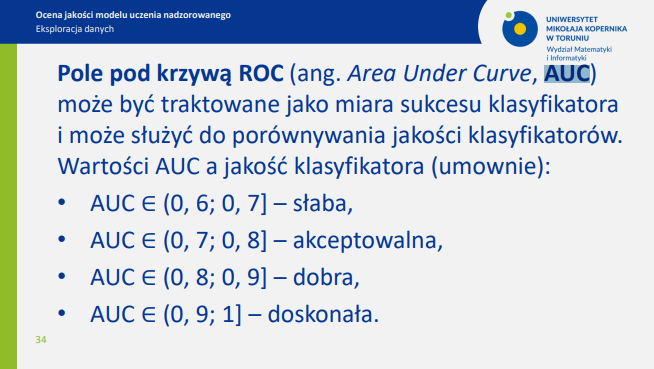 Ocena jakości modelu uczenia nadzorowanego
Eksploracja danych
UNIWERSYTET
MIKOŁAJA KOPERNIKA
W TORUNIU
Wydział Matematyki
i Informatyki
Pole pod krzywą ROC (ang. Area Under Curve, AUC)
może być traktowane jako miara sukcesu klasyfikatora
i może służyć do porównywania jakości klasyfikatorów.
Wartości AUC a jakość klasyfikatora (umownie):
• AUC ∈ (0, 6; 0, 7] – słaba,
• AUC ∈ (0, 7; 0, 8] – akceptowalna,
• AUC ∈ (0, 8; 0, 9] – dobra,
• AUC ∈ (0, 9; 1] – doskonała.
34